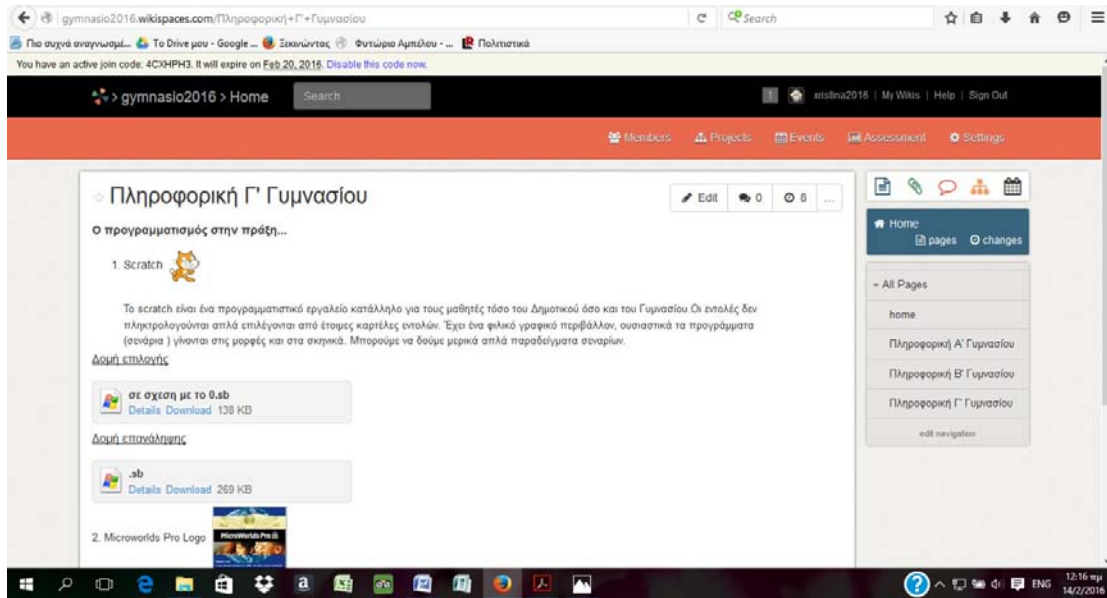 gymnasio2016.wikispaces.com/Πληροφορική+Γ'+Γυμνασίου
Search
Πιο συχνά αναγνωσμέ... Το Drive μου - Google ... Ξεκινώντας Φυτώριο Αμπέλου - ... Πολιτιστικά
You have an active join code: 4CXHPH3. It will expire on Feb 20, 2016. Disable this code now.
> gymnasio2016 > Home
Search
1 xristina2016 | My Wikis | Help | Sign Out
Members Projects Events Assessment Settings
Πληροφορική Γ' Γυμνασίου
Edit 0 8 ...
Ο προγραμματισμός στην πράξη...
1. Scratch
Το scratch είναι ένα προγραμματιστικό εργαλείο κατάλληλο για τους μαθητές τόσο του Δημοτικού όσο και του Γυμνασίου.Οι εντολές δεν
πληκτρολογούνται απλά επιλέγονται από έτοιμες καρτέλες εντολών. Έχει ένα φιλικό γραφικό περιβάλλον, ουσιαστικά τα προγράμματα
(σενάρια ) γίνονται στις μορφές και στα σκηνικά. Μπορούμε να δούμε μερικά απλά παραδείγματα σεναρίων.
Δομή επιλογής
σε σχεση με το 0.sb
Details Download 138 KB
Δομή επανάληψης
.sb
Details Download 269 KB
2. Microworlds Pro Logo
MicroWorlds Pro
Home
pages changes
All Pages
home
Πληροφορική Α' Γυμνασίου
Πληροφορική Β' Γυμνασίου
Πληροφορική Γ' Γυμνασίου
edit navigation
ENG
12:16 πμ
14/2/2016